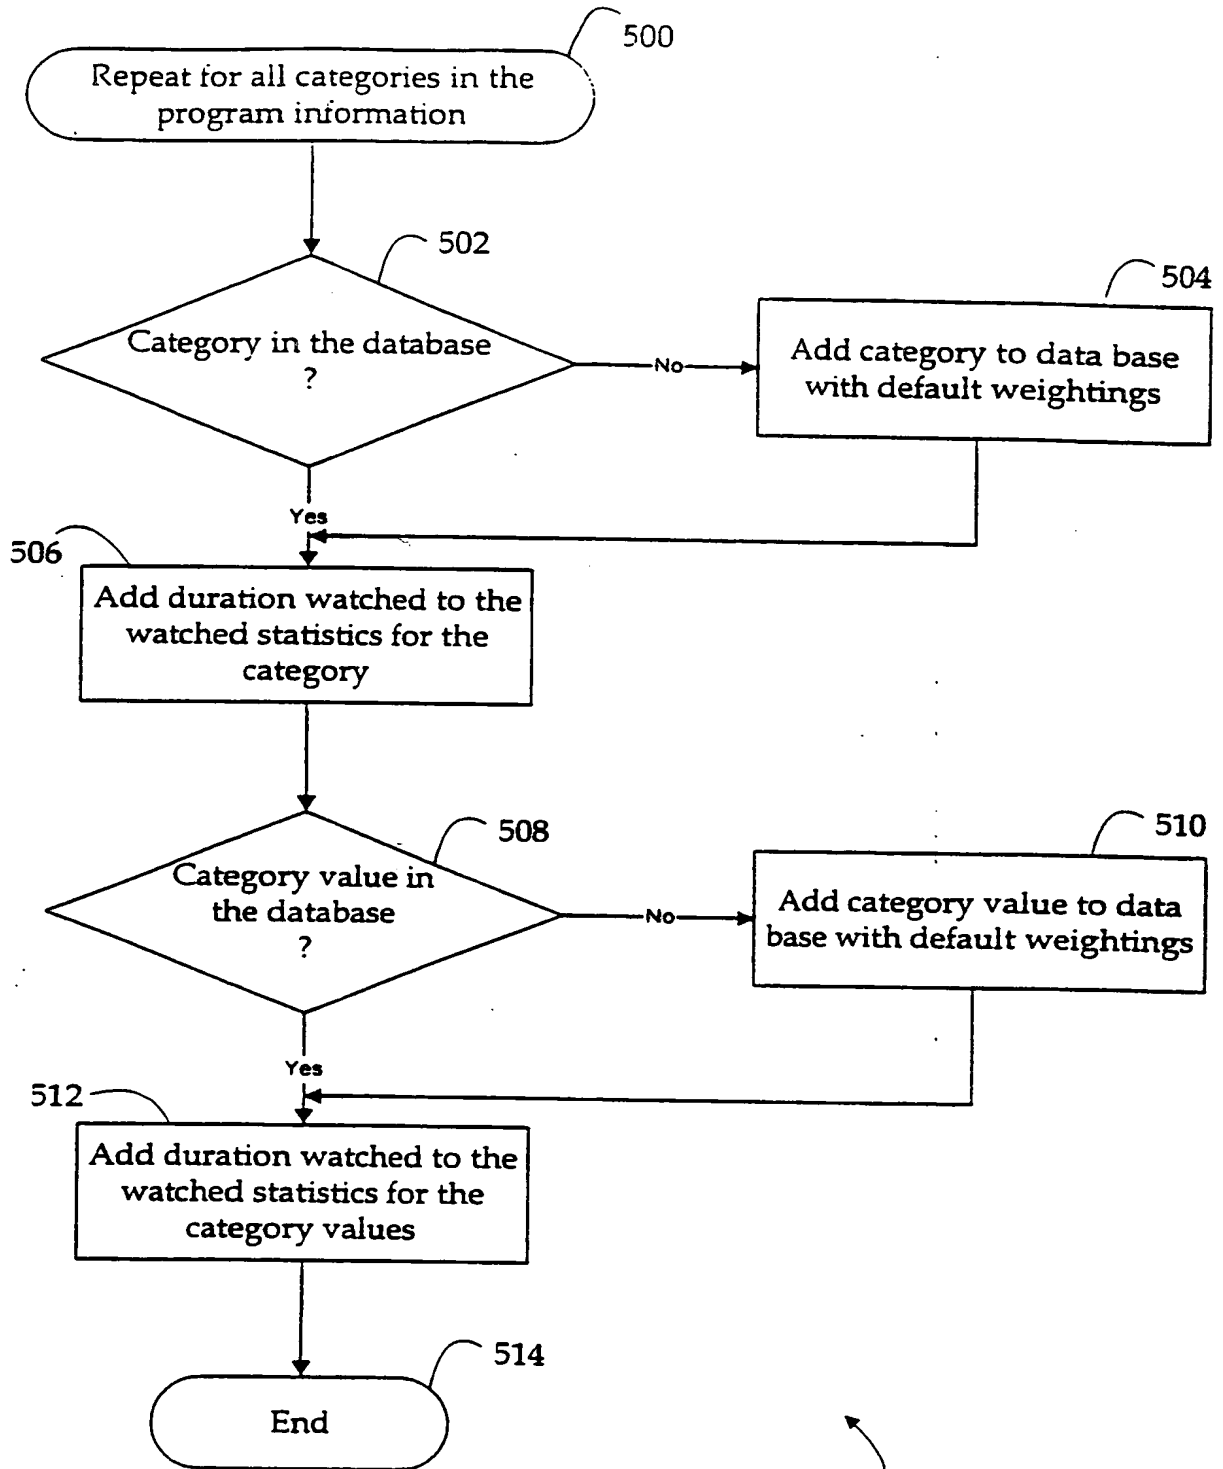 500
Repeat for all categories in the
program information
502
Category in the database
?
No
504
Add category to data base
with default weightings
Yes
506
Add duration watched to the
watched statistics for the
category
508
Category value in
the database
?
No
510
Add category value to data
base with default weightings
Yes
512
Add duration watched to the
watched statistics for the
category values
514
End